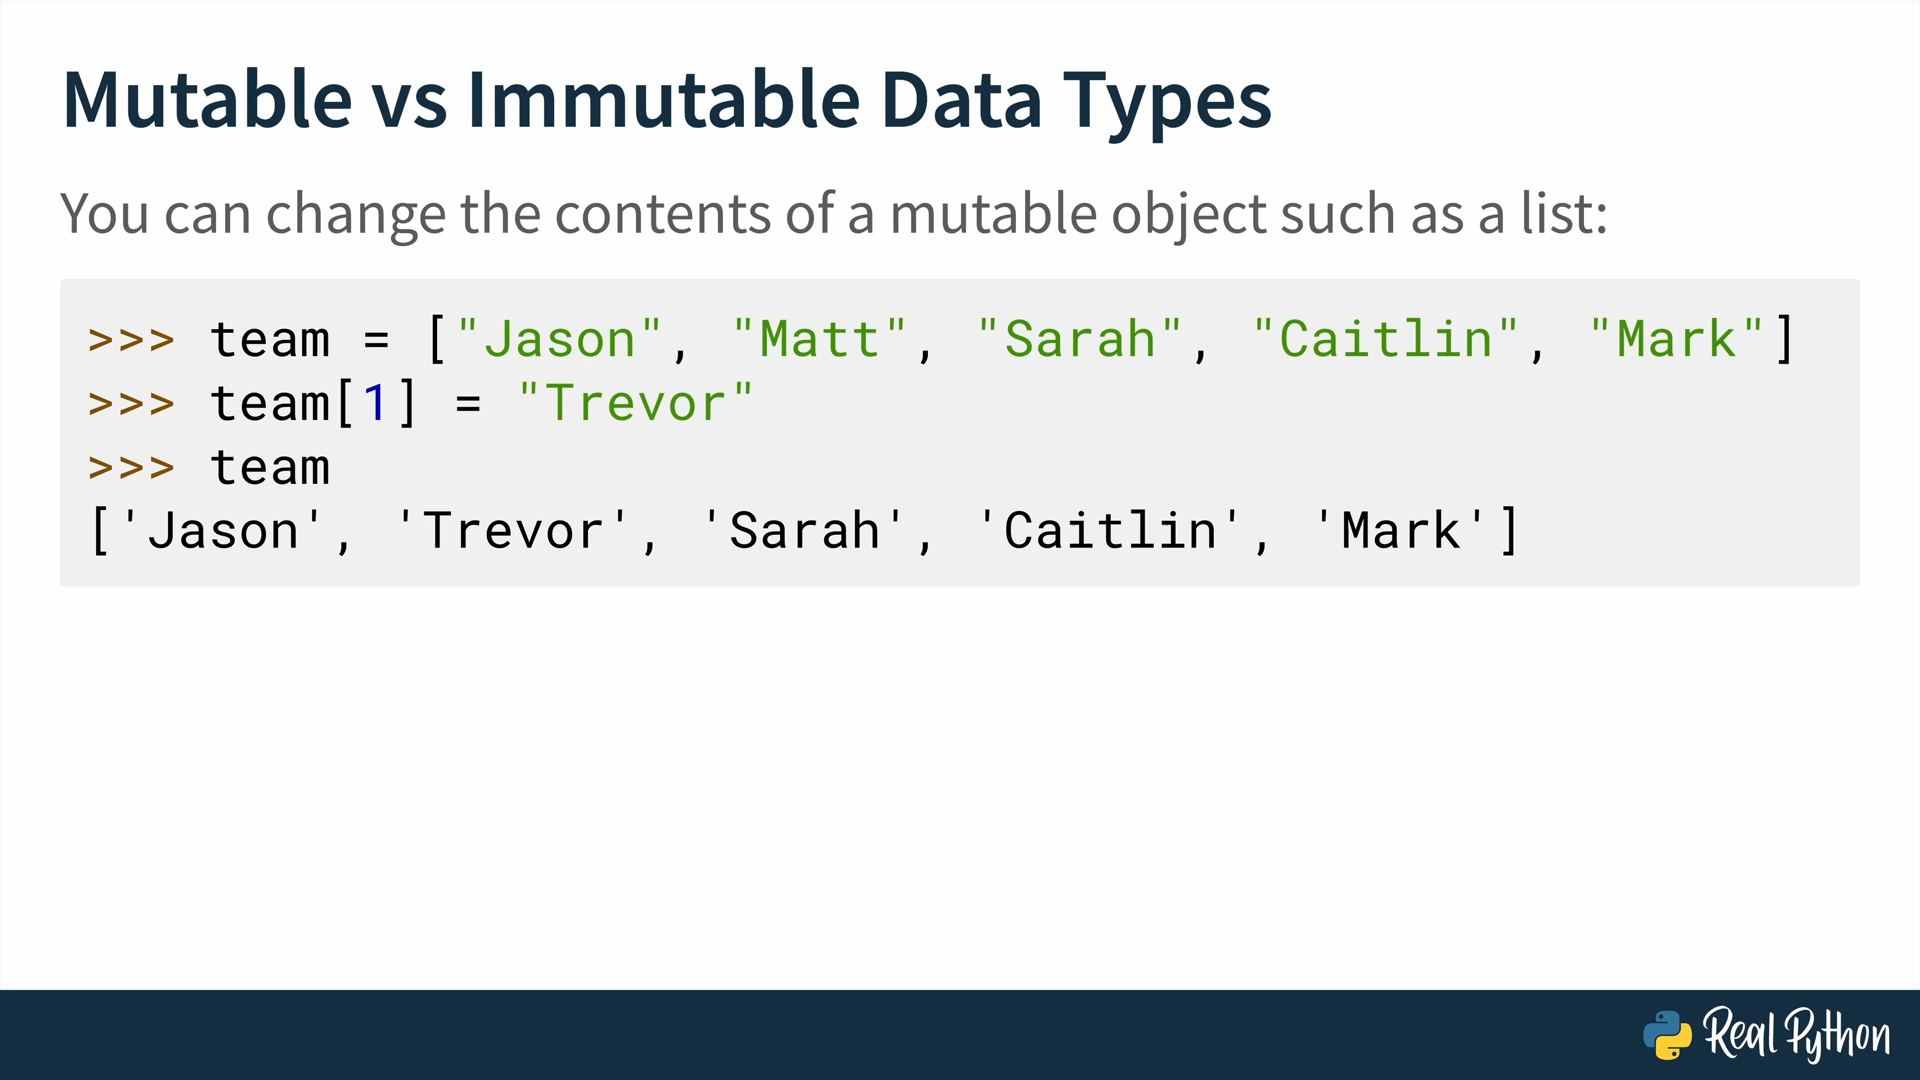 Mutable vs Immutable Data Types
You can change the contents of a mutable object such as a list:
>>> team = ["Jason", "Matt", "Sarah", "Caitlin", "Mark"]
>>> team[1] = "Trevor"
>>> team
['Jason', 'Trevor', 'Sarah', 'Caitlin', 'Mark']
Real Python